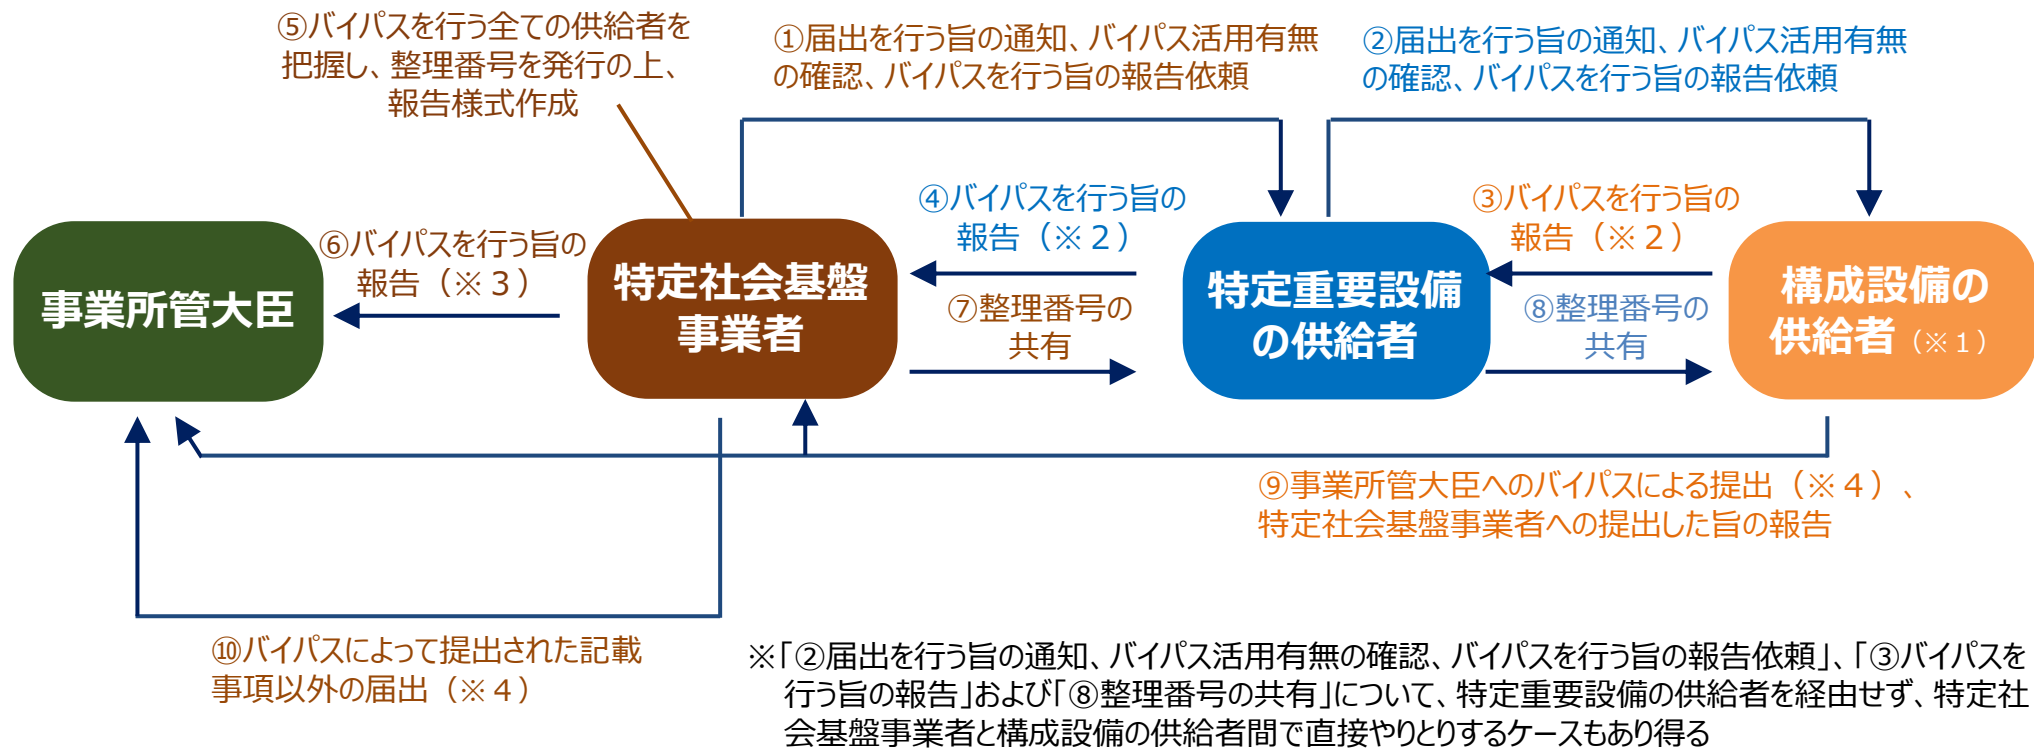 ⑤バイパスを行う全ての供給者を
把握し、整理番号を発行の上、
報告様式作成
①届出を行う旨の通知、バイパス活用有無
の確認、バイパスを行う旨の報告依頼
②届出を行う旨の通知、バイパス活用有無
の確認、バイパスを行う旨の報告依頼
④バイパスを行う旨の
報告（※２）
③バイパスを行う旨の
報告（※２）
⑥バイパスを行う旨の
報告（※３）
事業所管大臣
特定社会基盤
事業者
特定重要設備
の供給者
構成設備の
供給者（※１）
⑦整理番号の
共有
⑧整理番号の
共有
⑨事業所管大臣へのバイパスによる提出（※４）、
特定社会基盤事業者への提出した旨の報告
⑩バイパスによって提出された記載
事項以外の届出（※４）
※「②届出を行う旨の通知、バイパス活用有無の確認、バイパスを行う旨の報告依頼」、「③バイパスを
行う旨の報告」および「⑧整理番号の共有」について、特定重要設備の供給者を経由せず、特定社
会基盤事業者と構成設備の供給者間で直接やりとりするケースもあり得る